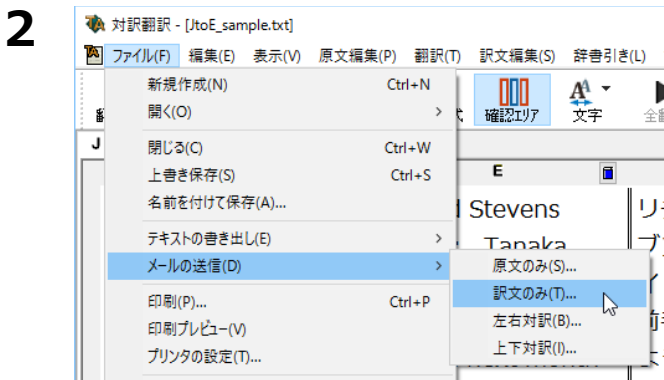 2
対訳翻訳 - [JtoE_sample.txt]
ファイル(F) 編集(E) 表示(V) 原文編集(P) 翻訳(T) 訳文編集(S) 辞書引き(L)
新規作成(N) Ctrl+N
開く(O) >
確認エリア 文字
閉じる(C) Ctrl+W
J
上書き保存(S) Ctrl+S
E
名前を付けて保存(A)...
Stevens
テキストの書き出し(E) >
Tanaka
メールの送信(D) >
原文のみ(S)...
訳文のみ(T)...
印刷(P)... Ctrl+P
左右対訳(B)...
印刷プレビュー(V)
上下対訳(I)...
プリンタの設定(T)...